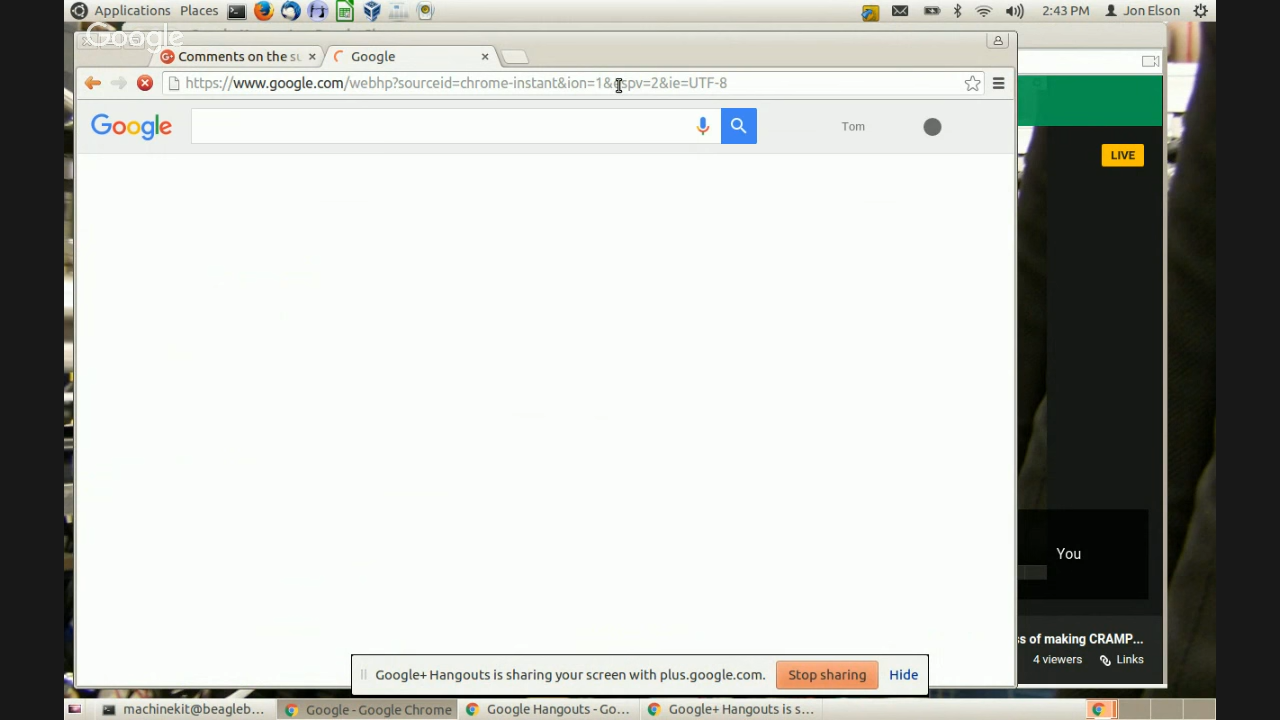 Applications Places
2:43 PM Jon Elson
Google
Comments on the su
Google
https://www.google.com/webhp?sourceid=chrome-instant&ion=1&espv=2&ie=UTF-8
Google
Tom
LIVE
You
ss of making CRAMP...
4 viewers Links
Google+ Hangouts is sharing your screen with plus.google.com. Stop sharing Hide
machinekit@beagleb... Google - Google Chrome Google Hangouts - Go... Google+ Hangouts is s...